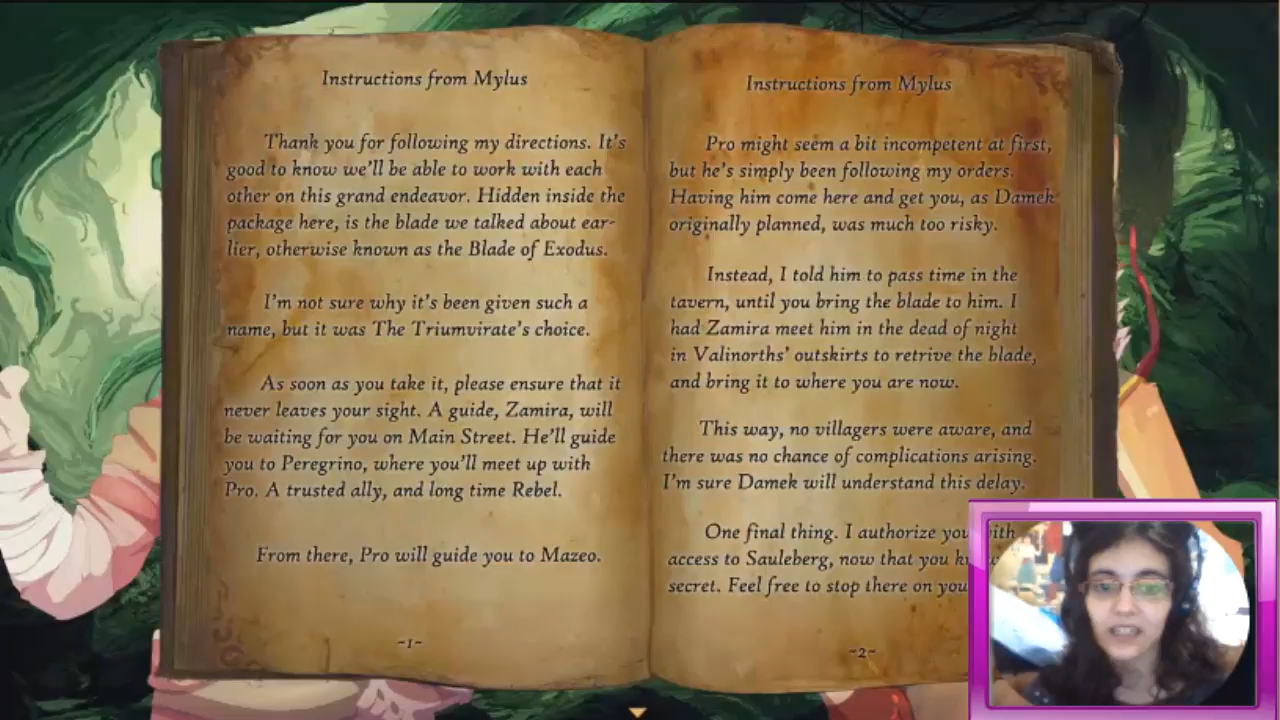 Instructions from Mylus
Thank you for following my directions. It's
good to know we'll be able to work with each
other on this grand endeavor. Hidden inside the
package here, is the blade we talked about ear-
lier, otherwise known as the Blade of Exodus.
I'm not sure why it's been given such a
name, but it was The Triumvirate's choice.
As soon as you take it, please ensure that it
never leaves your sight. A guide, Zamira, will
be waiting for you on Main Street. He'll guide
you to Peregrino, where you'll meet up with
Pro. A trusted ally, and long time Rebel.
From there, Pro will guide you to Mazeo.
~1~
Instructions from Mylus
Pro might seem a bit incompetent at first,
but he's simply been following my orders.
Having him come here and get you, as Damek
originally planned, was much too risky.
Instead, I told him to pass time in the
tavern, until you bring the blade to him. I
had Zamira meet him in the dead of night
in Valinorths' outskirts to retrive the blade,
and bring it to where you are now.
This way, no villagers were aware, and
there was no chance of complications arising.
I'm sure Damek will understand this delay.
One final thing. I authorize you with
access to Sauleberg, now that you
secret. Feel free to stop there on
~2~